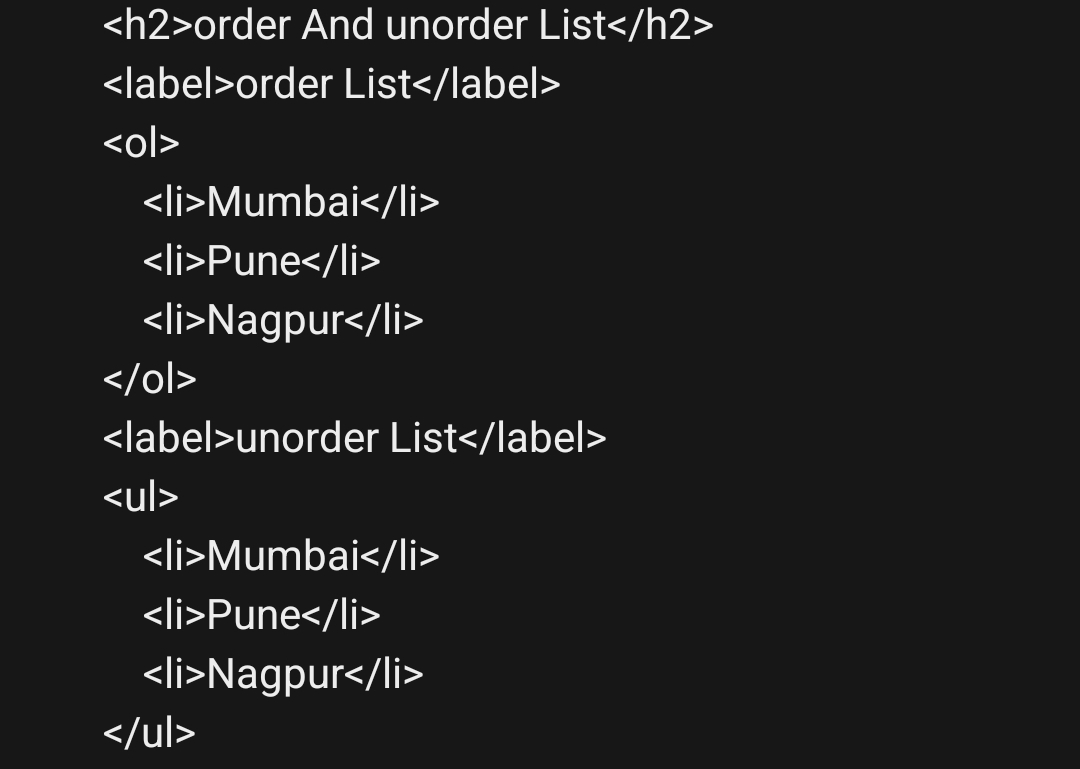 <h2>order And unorder List</h2>
<label>order List</label>
<ol>
<li>Mumbai</li>
<li>Pune</li>
<li>Nagpur</li>
</ol>
<label>unorder List</label>
<ul>
<li>Mumbai</li>
<li>Pune</li>
<li>Nagpur</li>
</ul>